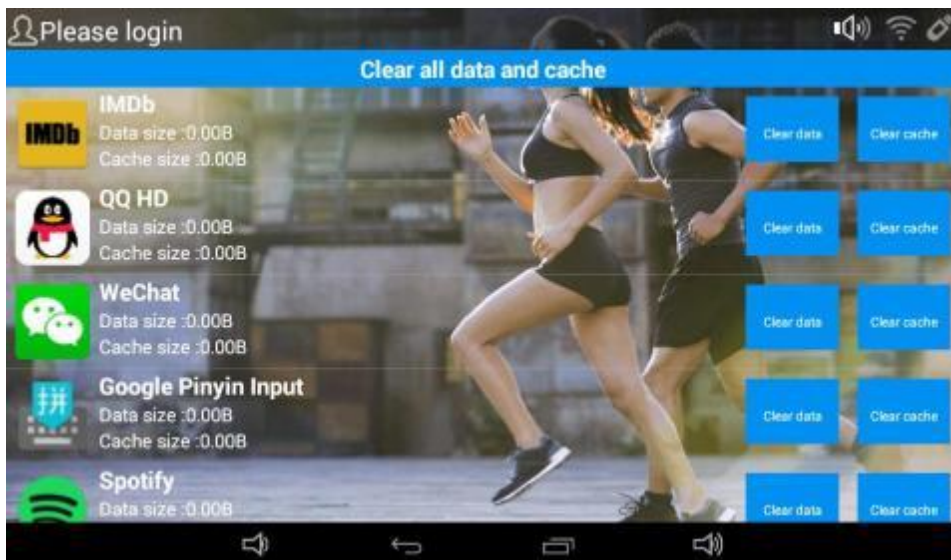 Please login
Clear all data and cache
IMDb
IMDb
Data size :0.00B
Cache size :0.00B
Clear data
Clear cache
QQ HD
Data size :0.00B
Cache size :0.00B
Clear data
Clear cache
WeChat
Data size :0.00B
Cache size :0.00B
Clear data
Clear cache
拼
Google Pinyin Input
Data size :0.00B
Cache size :0.00B
Clear data
Clear cache
Spotify
Data size :0.00B
Clear data
Clear cache